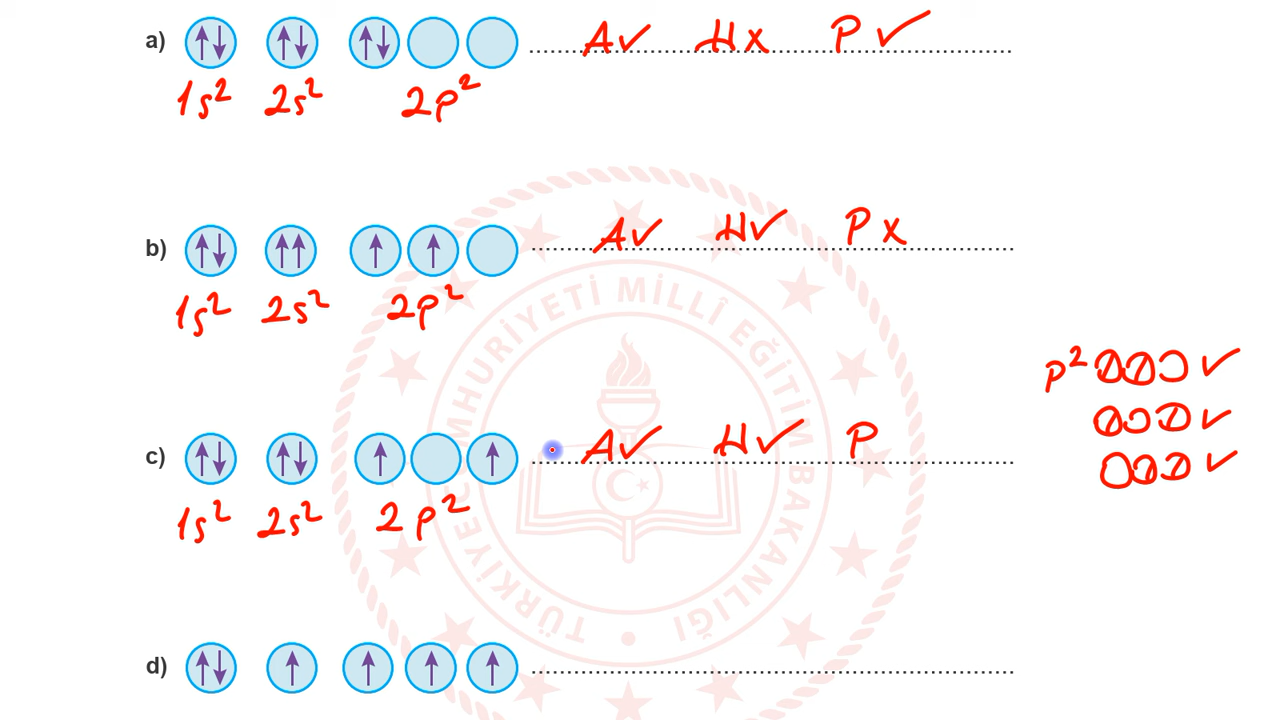 a) A✓ H x P✓
1s² 2s² 2p²
b) A✓ H✓ P x
1s² 2s² 2p²
p² ✓
✓
✓
c) A✓ H✓ P
1s² 2s² 2p²
d)
TÜRKİYE CUMHURİYETİ MİLLÎ EĞİTİM BAKANLIĞI